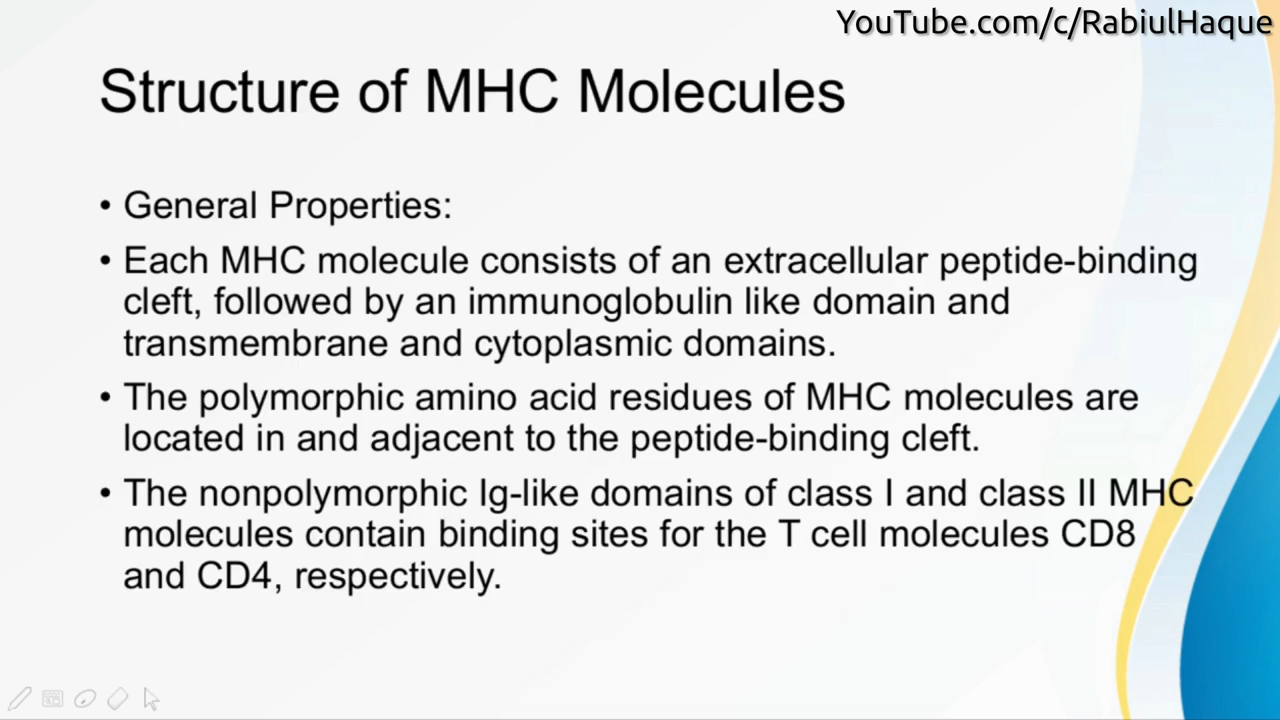 YouTube.com/c/RabiulHaque
Structure of MHC Molecules
• General Properties:
• Each MHC molecule consists of an extracellular peptide-binding
cleft, followed by an immunoglobulin like domain and
transmembrane and cytoplasmic domains.
• The polymorphic amino acid residues of MHC molecules are
located in and adjacent to the peptide-binding cleft.
• The nonpolymorphic Ig-like domains of class I and class II MHC
molecules contain binding sites for the T cell molecules CD8
and CD4, respectively.